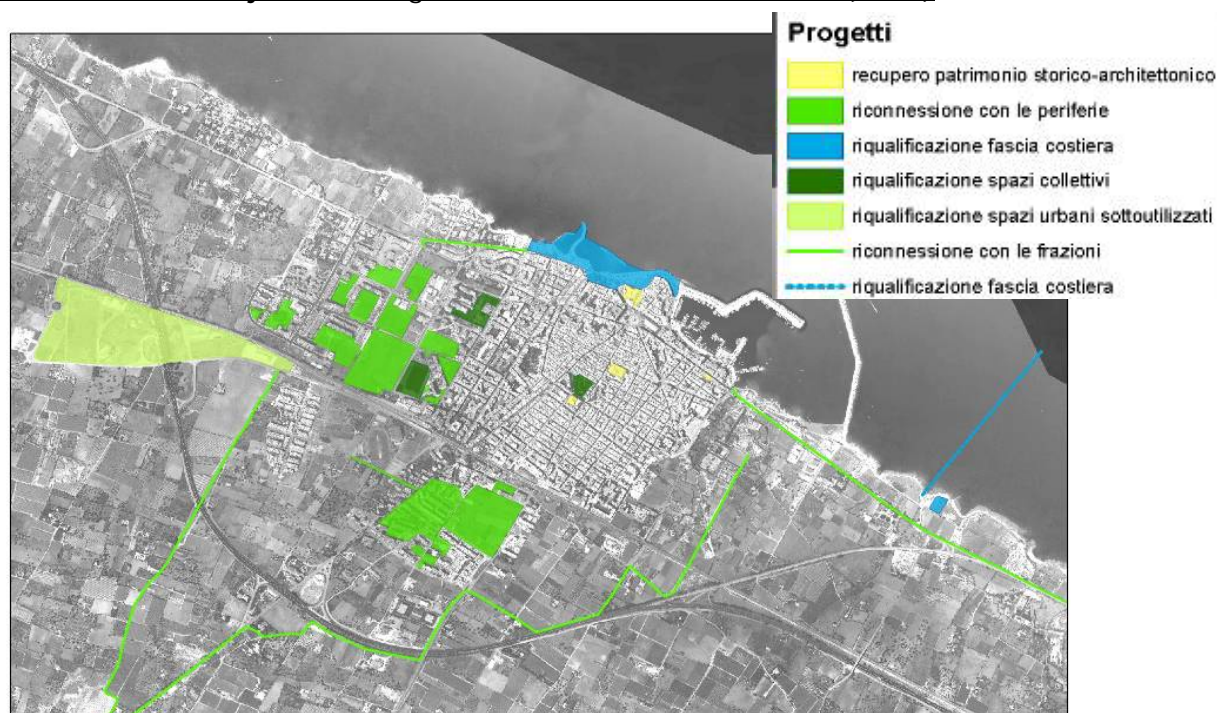 Progetti
recupero patrimonio storico-architettonico
riconnessione con le periferie
riqualificazione fascia costiera
riqualificazione spazi collettivi
riqualificazione spazi urbani sottoutilizzati
riconnessione con le frazioni
riqualificazione fascia costiera